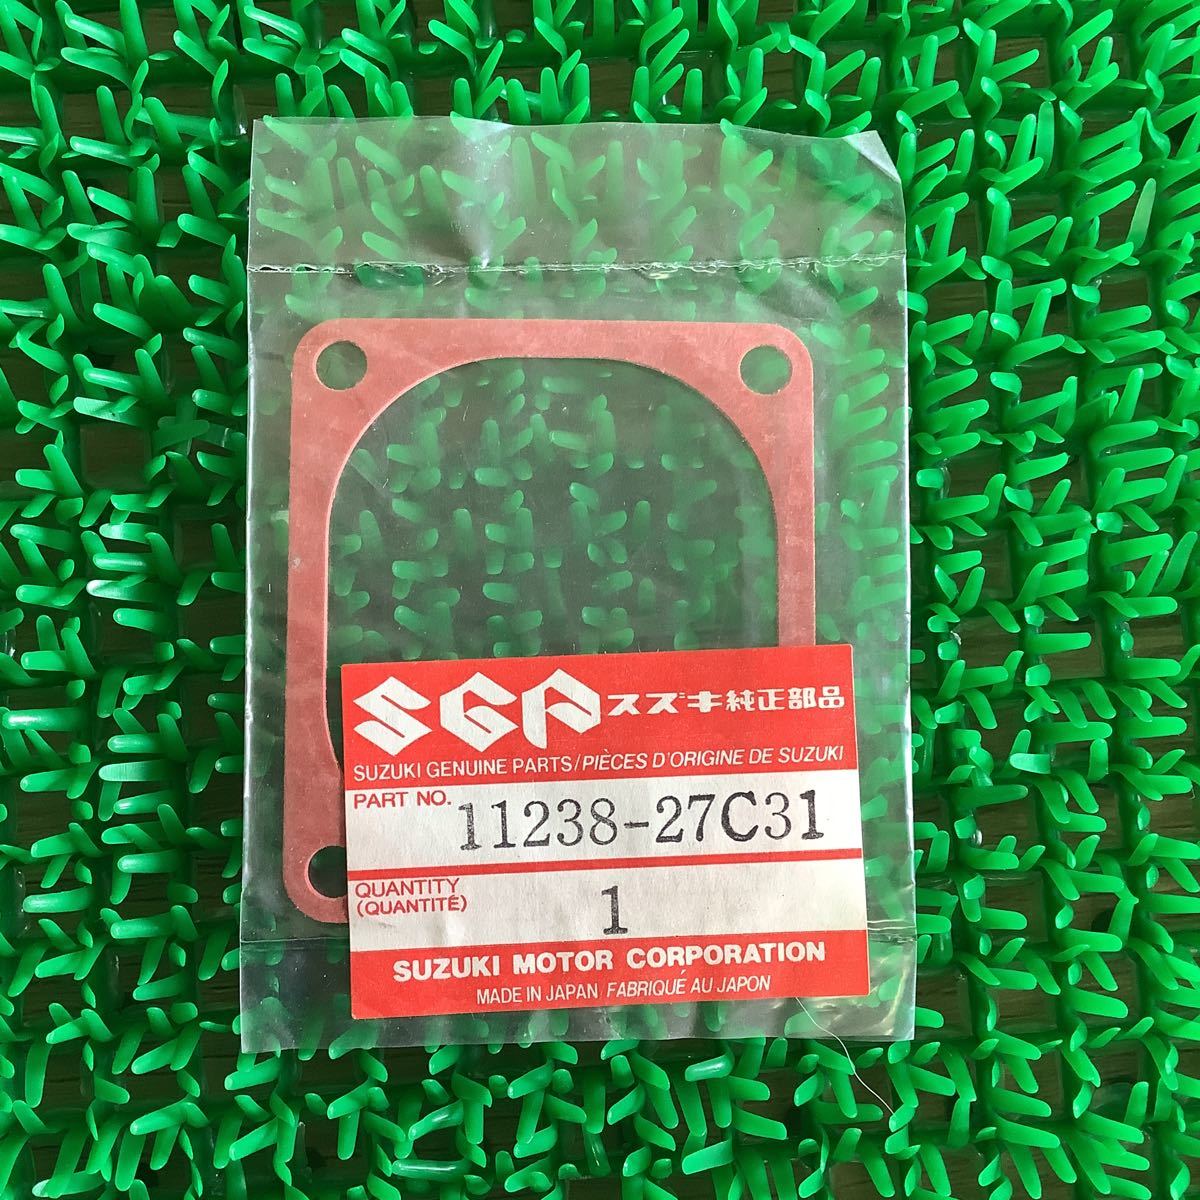 SGP スズキ純正部品
SUZUKI GENUINE PARTS/PIÈCES D'ORIGINE DE SUZUKI
PART NO. 11238-27C31
QUANTITY
(QUANTITÉ) 1
SUZUKI MOTOR CORPORATION
MADE IN JAPAN/FABRIQUÉ AU JAPON